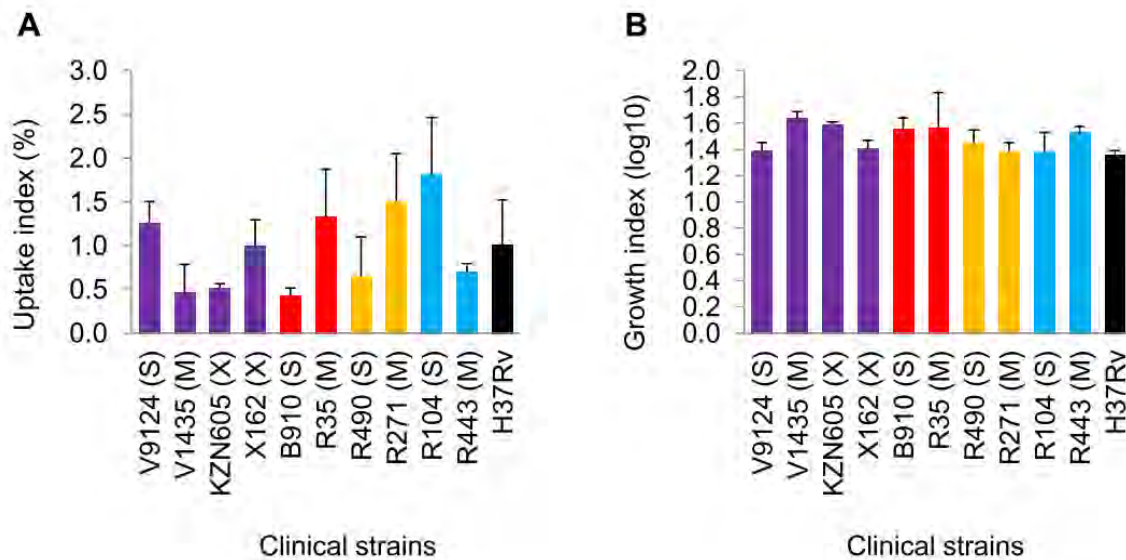 A
Uptake index (%)
3.0
2.5
2.0
1.5
1.0
0.5
0.0
V9124 (S)
V1435 (M)
KZN605 (X)
X162 (X)
B910 (S)
R35 (M)
R490 (S)
R271 (M)
R104 (S)
R443 (M)
H37Rv
Clinical strains
B
Growth index (log10)
2.0
1.8
1.6
1.4
1.2
1.0
0.8
0.6
0.4
0.2
0.0
V9124 (S)
V1435 (M)
KZN605 (X)
X162 (X)
B910 (S)
R35 (M)
R490 (S)
R271 (M)
R104 (S)
R443 (M)
H37Rv
Clinical strains